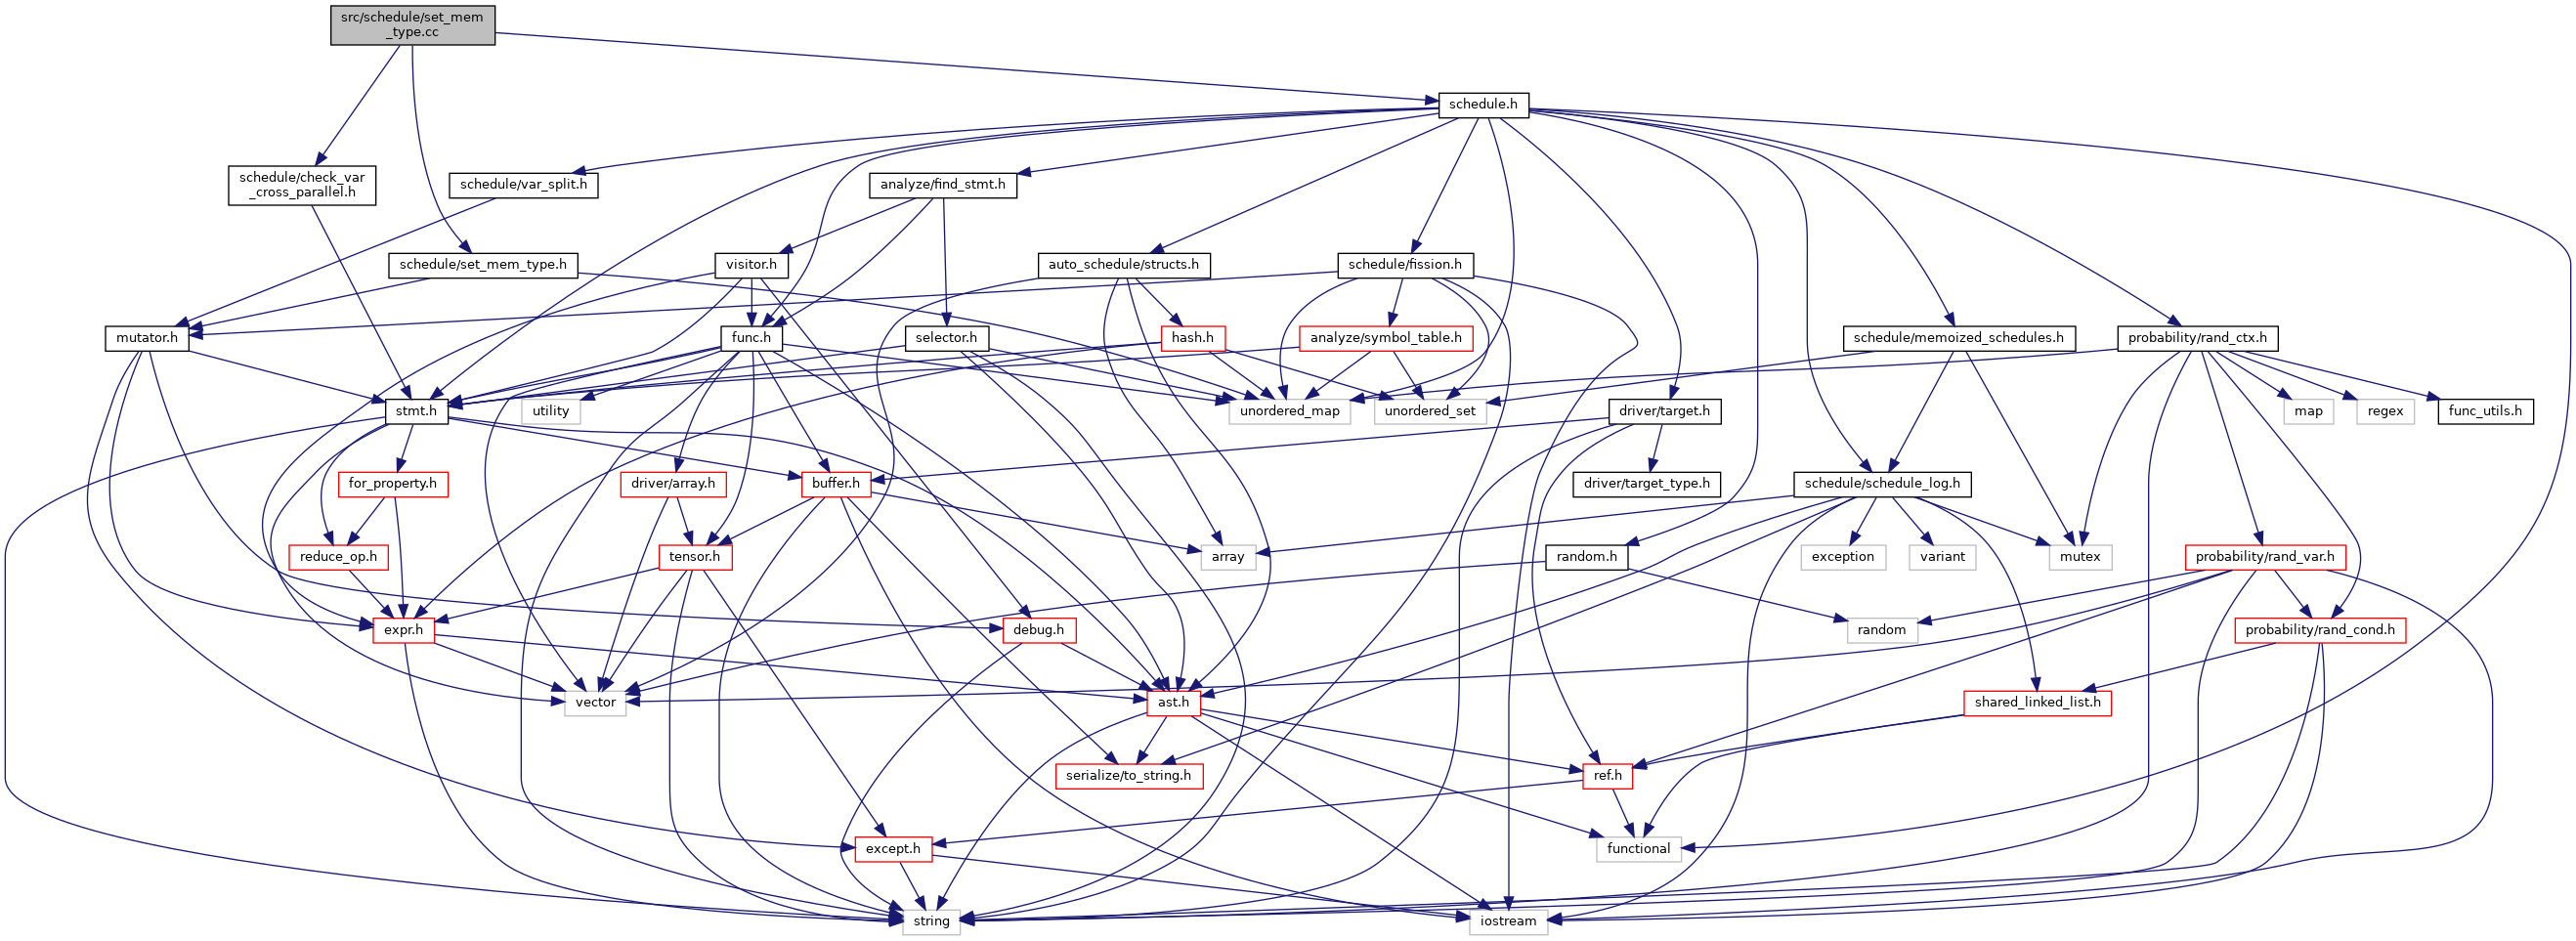 src/schedule/set_mem
_type.cc
schedule.h
schedule/check_var
_cross_parallel.h
schedule/var_split.h
analyze/find_stmt.h
schedule/set_mem_type.h
visitor.h
auto_schedule/structs.h
schedule/fission.h
mutator.h
func.h
selector.h
hash.h
analyze/symbol_table.h
schedule/memoized_schedules.h
probability/rand_ctx.h
stmt.h
utility
unordered_map
unordered_set
driver/target.h
map
regex
func_utils.h
for_property.h
driver/array.h
buffer.h
driver/target_type.h
schedule/schedule_log.h
reduce_op.h
tensor.h
array
random.h
exception
variant
mutex
probability/rand_var.h
expr.h
debug.h
random
probability/rand_cond.h
vector
ast.h
shared_linked_list.h
serialize/to_string.h
ref.h
except.h
functional
string
iostream